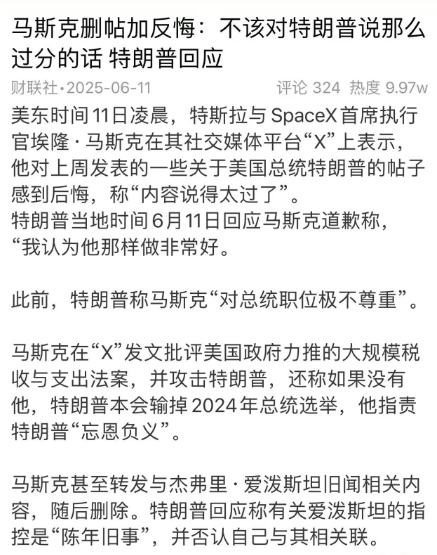 马斯克删帖加反悔：不该对特朗普说那么
过分的话 特朗普回应
财联社·2025-06-11 评论 324 热度 9.97w
美东时间11日凌晨，特斯拉与SpaceX首席执行
官埃隆·马斯克在其社交媒体平台“X”上表示，
他对上周发表的一些关于美国总统特朗普的帖子
感到后悔，称“内容说得太过了”。
特朗普当地时间6月11日回应马斯克道歉称，
“我认为他那样做非常好。
此前，特朗普称马斯克“对总统职位极不尊重”。
马斯克在“X”发文批评美国政府力推的大规模税
收与支出法案，并攻击特朗普，还称如果没有
他，特朗普本会输掉2024年总统选举，他指责
特朗普“忘恩负义”。
马斯克甚至转发与杰弗里·爱泼斯坦旧闻相关内
容，随后删除。特朗普回应称有关爱泼斯坦的指
控是“陈年旧事”，并否认自己与其相关联。